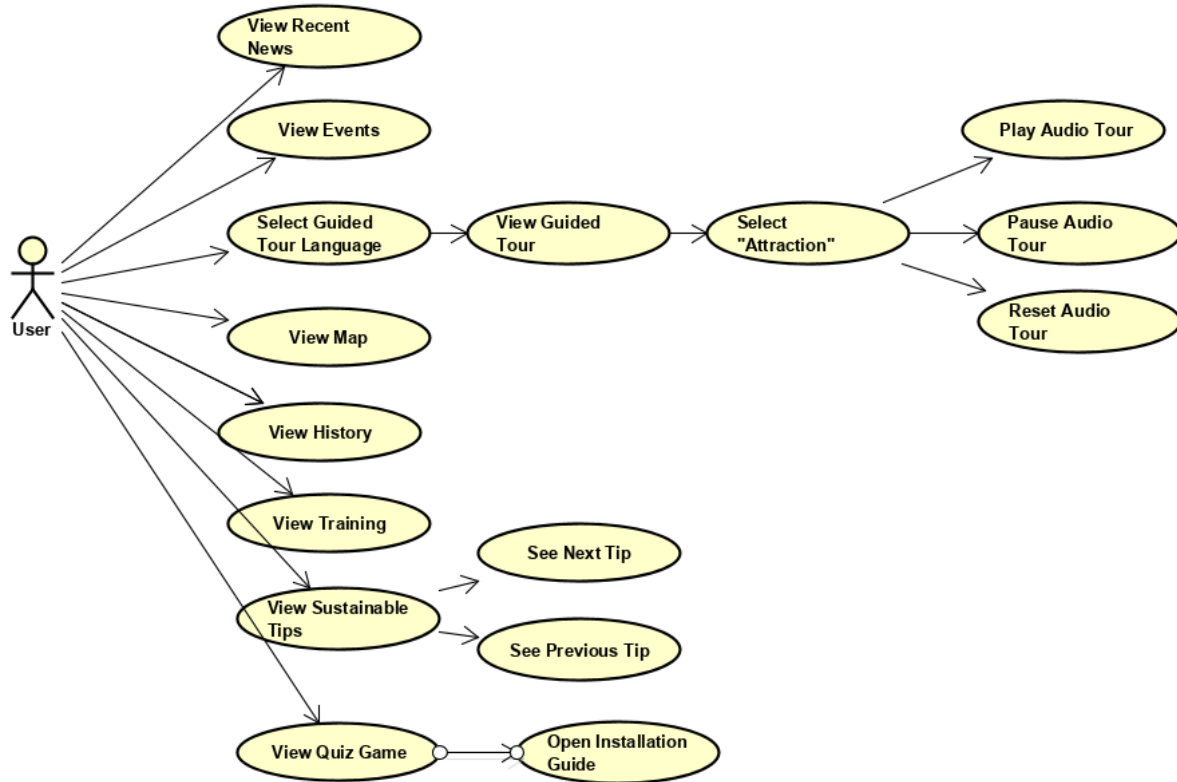 View Recent
News
View Events
Play Audio Tour
Select Guided
Tour Language
View Guided
Tour
Select
"Attraction"
Pause Audio
Tour
User
Reset Audio
Tour
View Map
View History
View Training
See Next Tip
View Sustainable
Tips
See Previous Tip
View Quiz Game
Open Installation
Guide